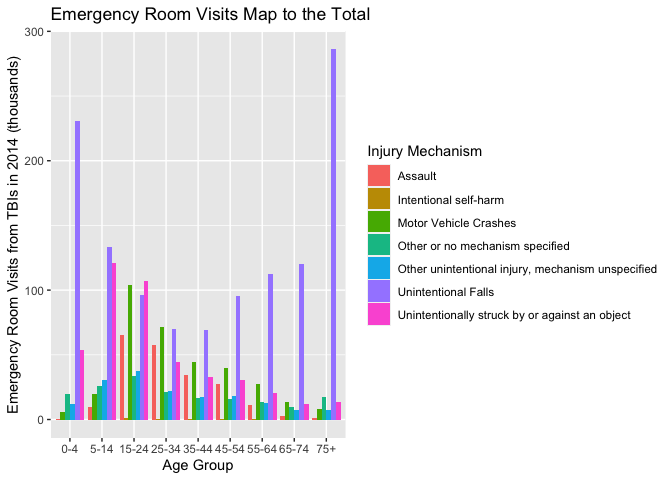 Emergency Room Visits Map to the Total
Emergency Room Visits from TBIs in 2014 (thousands)
300
200
100
0
0-4 5-14 15-24 25-34 35-44 45-54 55-64 65-74 75+
Age Group
Injury Mechanism
Assault
Intentional self-harm
Motor Vehicle Crashes
Other or no mechanism specified
Other unintentional injury, mechanism unspecified
Unintentional Falls
Unintentionally struck by or against an object